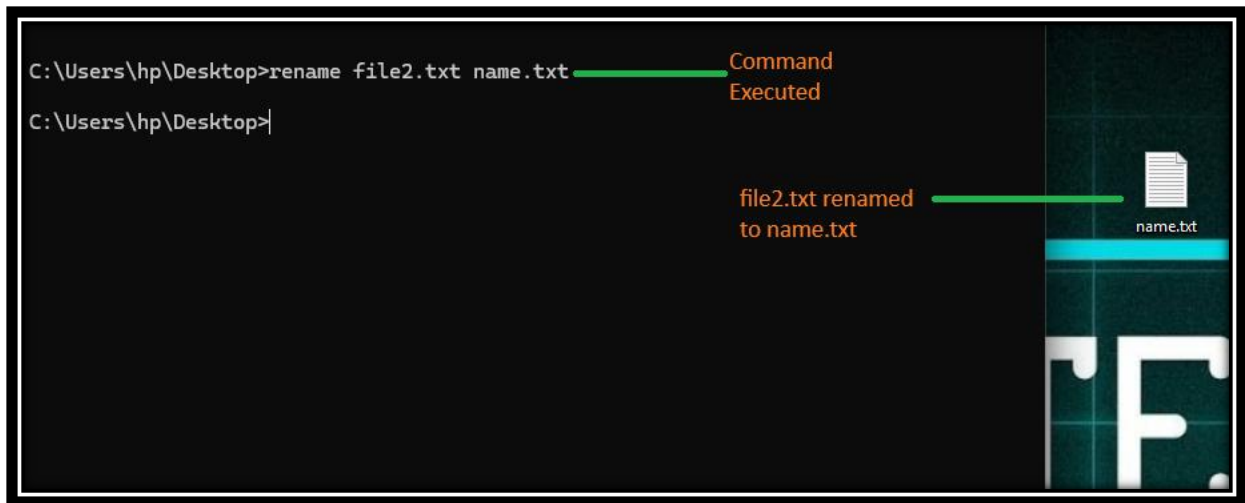 C:\Users\hp\Desktop>rename file2.txt name.txt
Command
Executed
C:\Users\hp\Desktop>
file2.txt renamed
to name.txt
name.txt